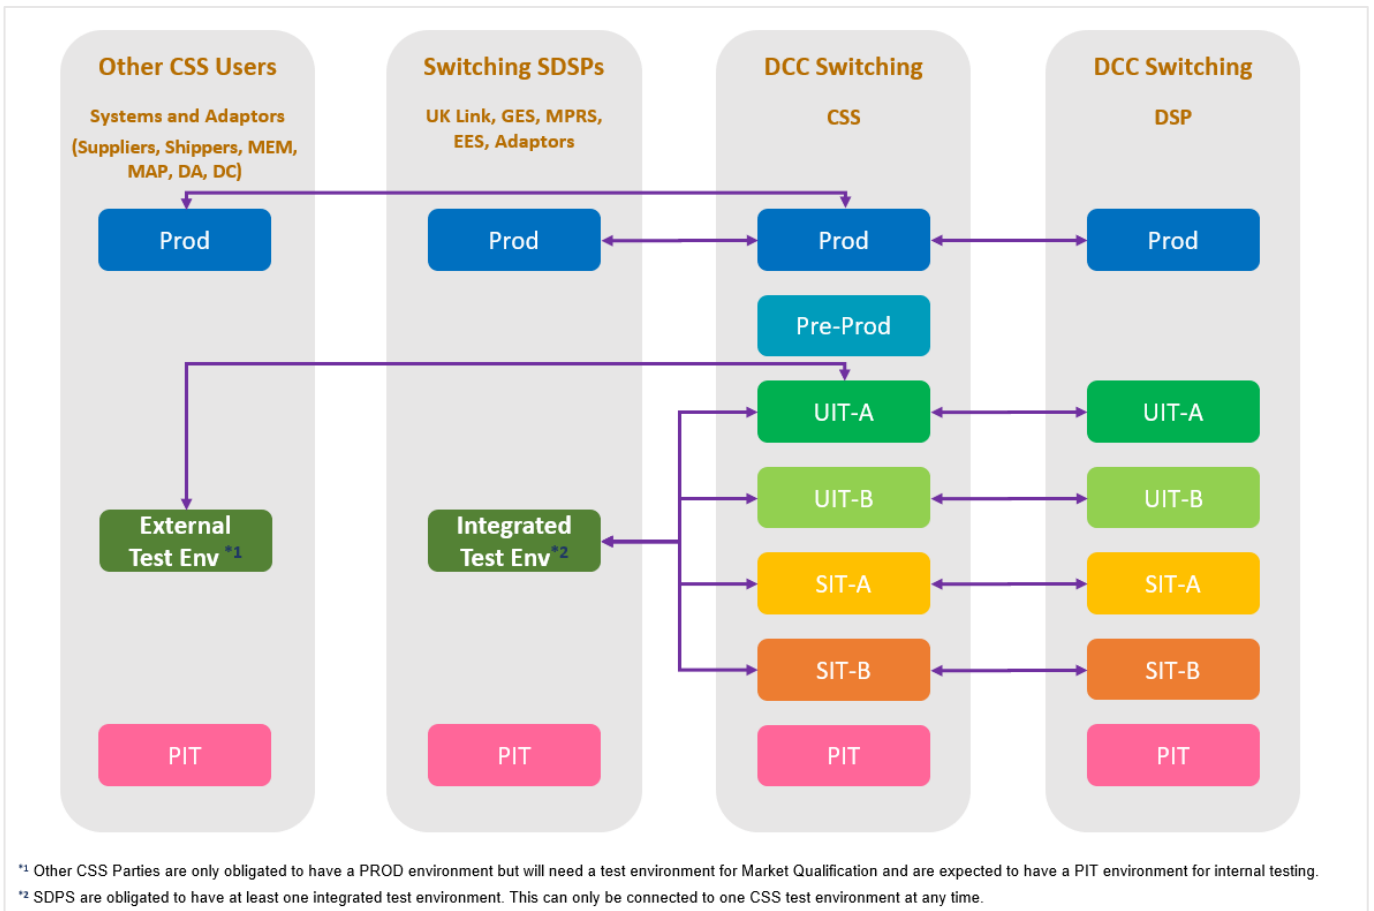 Other CSS Users
Systems and Adaptors
(Suppliers, Shippers, MEM,
MAP, DA, DC)
Switching SDSPs
UK Link, GES, MPRS,
EES, Adaptors
DCC Switching
CSS
DCC Switching
DSP
Prod
Prod
Prod
Prod
Pre-Prod
UIT-A
UIT-A
UIT-B
UIT-B
External
Test Env *1
Integrated
Test Env*2
SIT-A
SIT-A
SIT-B
SIT-B
PIT
PIT
PIT
PIT
*1 Other CSS Parties are only obligated to have a PROD environment but will need a test environment for Market Qualification and are expected to have a PIT environment for internal testing.
*2 SDPS are obligated to have at least one integrated test environment. This can only be connected to one CSS test environment at any time.